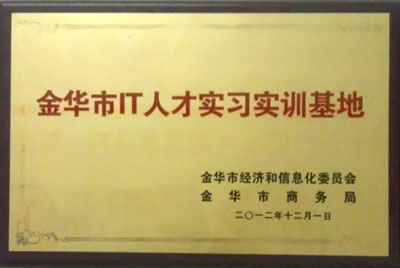 金华市IT人才实习实训基地
金华市经济和信息化委员会
金华市商务局
二〇一二年十二月一日